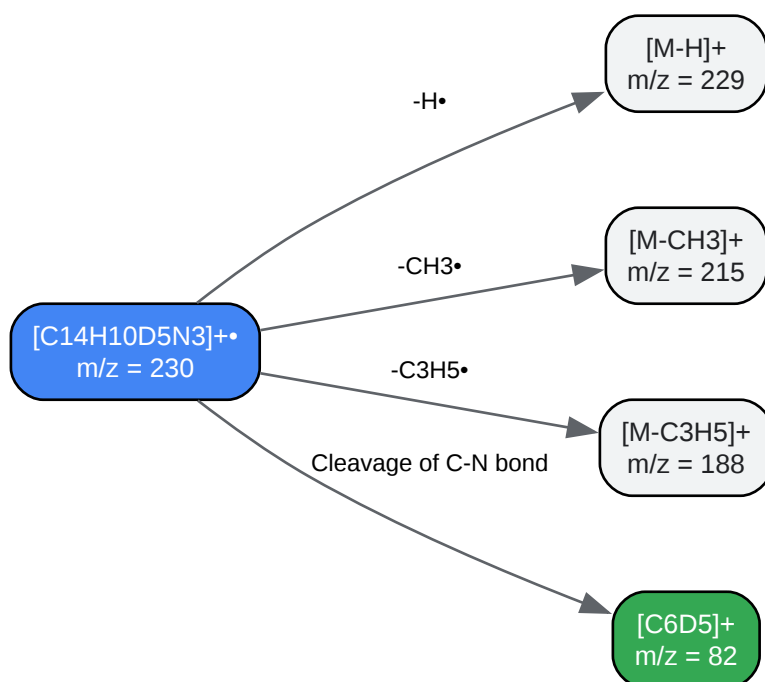 [M-H]+
m/z = 229
-H•
[M-CH3]+
m/z = 215
-CH3•
[C14H10D5N3]+•
m/z = 230
-C3H5•
[M-C3H5]+
m/z = 188
Cleavage of C-N bond
[C6D5]+
m/z = 82